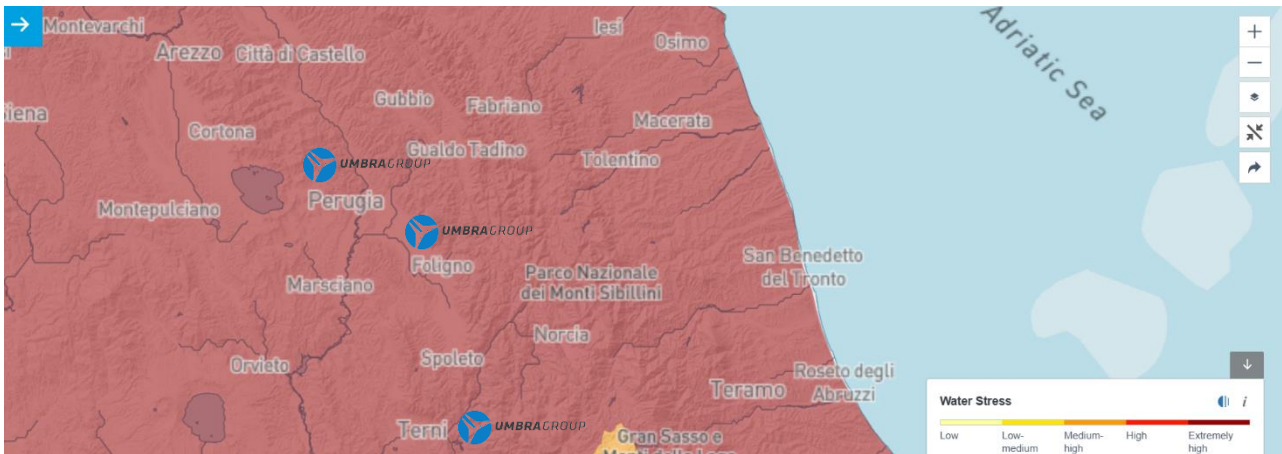 Montevarchi
Iesi
Adriatic Sea
Osimo
Arezzo
Città di Castello
Gubbio
Fabriano
Siena
Macerata
Cortona
Gualdo Tadino
Tolentino
UMBRAGROUP
Perugia
Montepulciano
UMBRAGROUP
San Benedetto
del Tronto
Foligno
Parco Nazionale
dei Monti Sibillini
Marsciano
Norcia
Spoleto
Orvieto
Roseto degli
Abruzzi
Teramo
Terni
UMBRAGROUP
Gran Sasso e
Water Stress
i
Low
Low-
medium
Medium-
high
High
Extremely
high